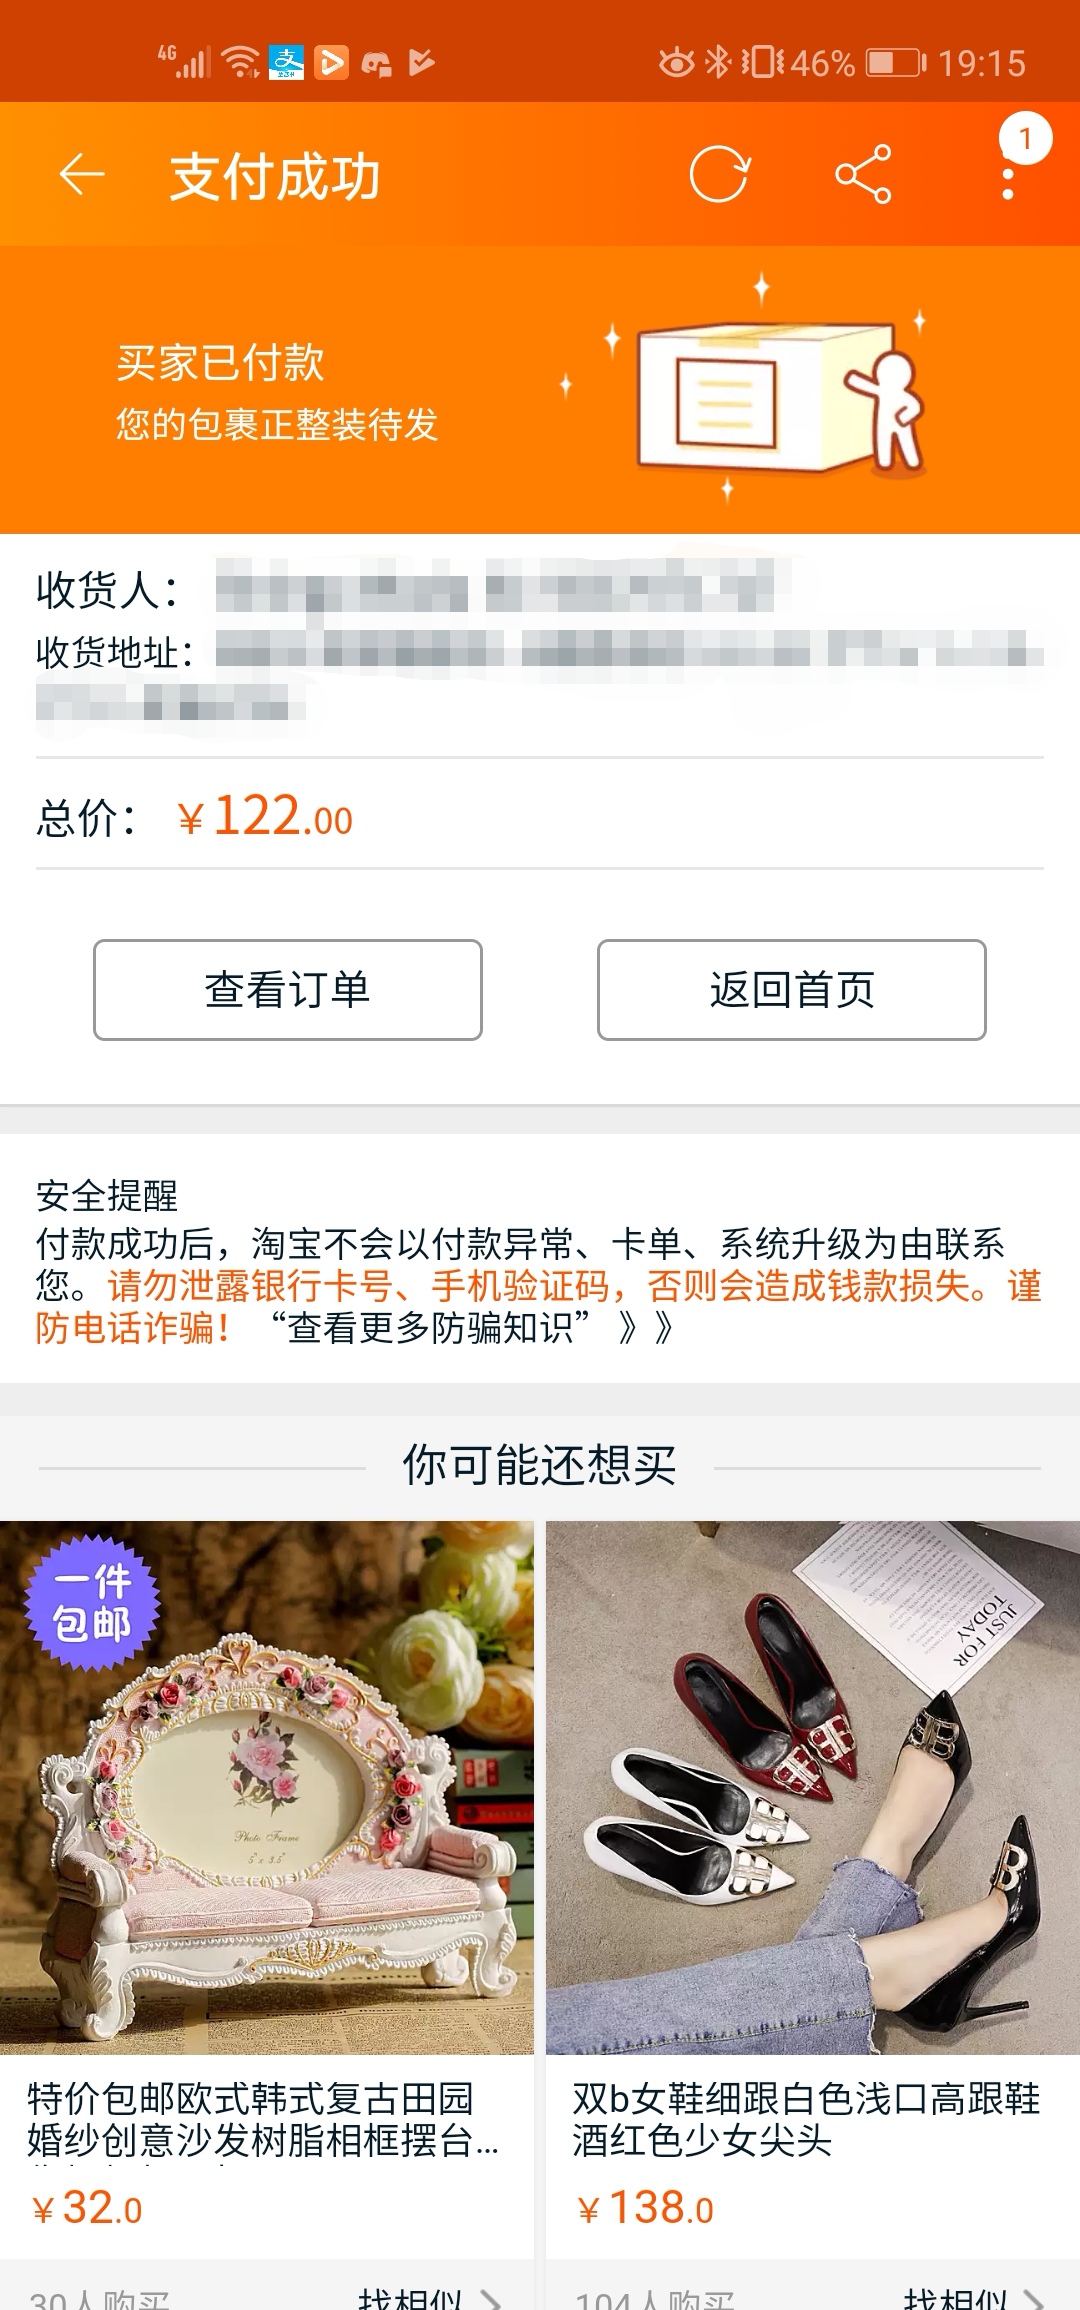 4G 支 46% 19:15
支付成功
1
买家已付款
您的包裹正整装待发
收货人：
收货地址：
总价： ￥122.00
查看订单 返回首页
安全提醒
付款成功后，淘宝不会以付款异常、卡单、系统升级为由联系
您。请勿泄露银行卡号、手机验证码，否则会造成钱款损失。谨
防电话诈骗！ “查看更多防骗知识” 》》
你可能还想买
一件
包邮
Photo Frame
5" x 3.5"
JUST FOR
TODAY
特价包邮欧式韩式复古田园
婚纱创意沙发树脂相框摆台...
￥32.0
双b女鞋细跟白色浅口高跟鞋
酒红色少女尖头
￥138.0
30人购买 找相似
104人购买 找相似